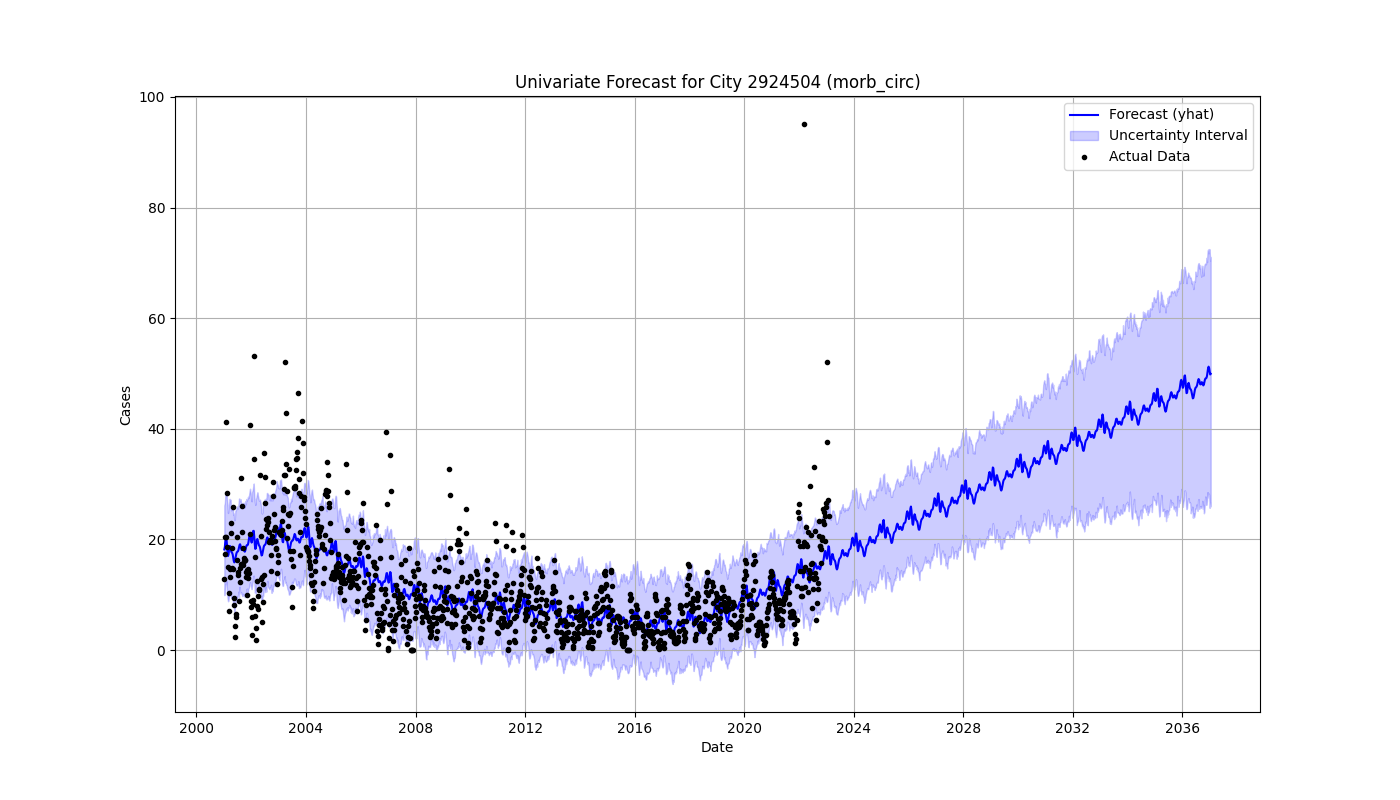 Univariate Forecast for City 2924504 (morb_circ)
Forecast (yhat)
Uncertainty Interval
Actual Data
Cases
100
80
60
40
20
0
2000 2004 2008 2012 2016 2020 2024 2028 2032 2036
Date